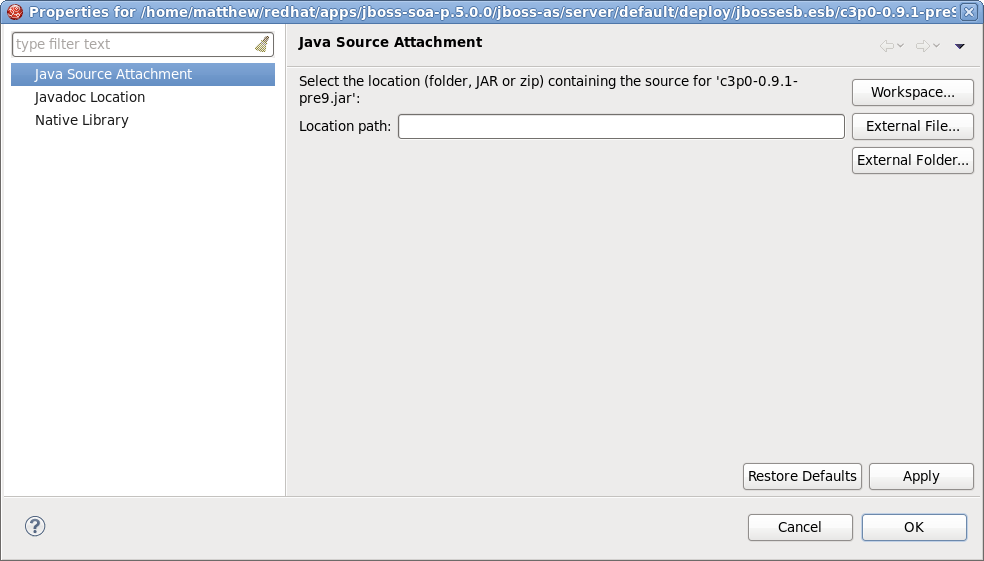 Properties for /home/matthew/redhat/apps/jboss-soa-p.5.0.0/jboss-as/server/default/deploy/jbossesb.esb/c3p0-0.9.1-pre9
type filter text
Java Source Attachment
Javadoc Location
Native Library
Java Source Attachment
Select the location (folder, JAR or zip) containing the source for 'c3p0-0.9.1-
pre9.jar':
Workspace...
Location path:
External File...
External Folder...
Restore Defaults
Apply
Cancel
OK